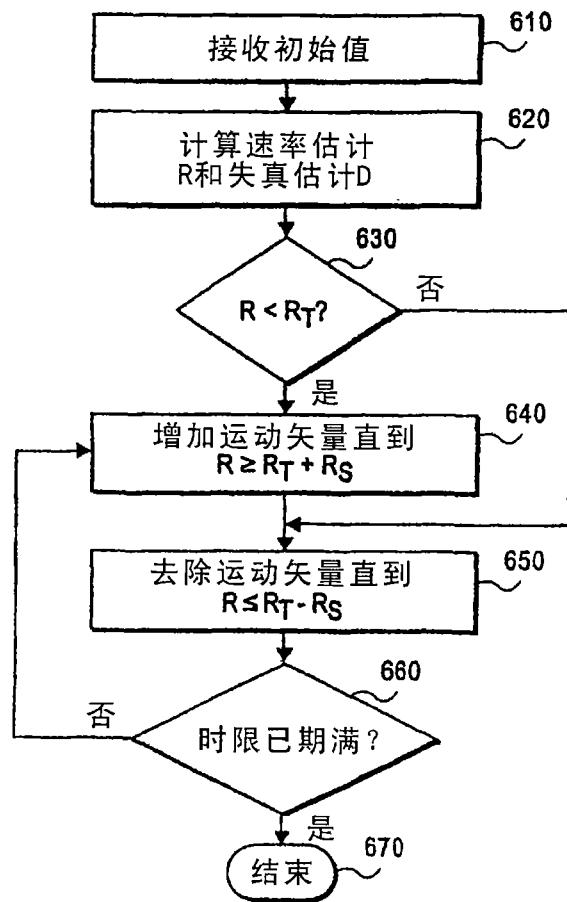 610
接收初始值
620
计算速率估计
R和失真估计D
630
R < RT?
否
是
640
增加运动矢量直到
R ≥ RT + RS
650
去除运动矢量直到
R ≤ RT - RS
660
否
时限已期满?
是
结束
670